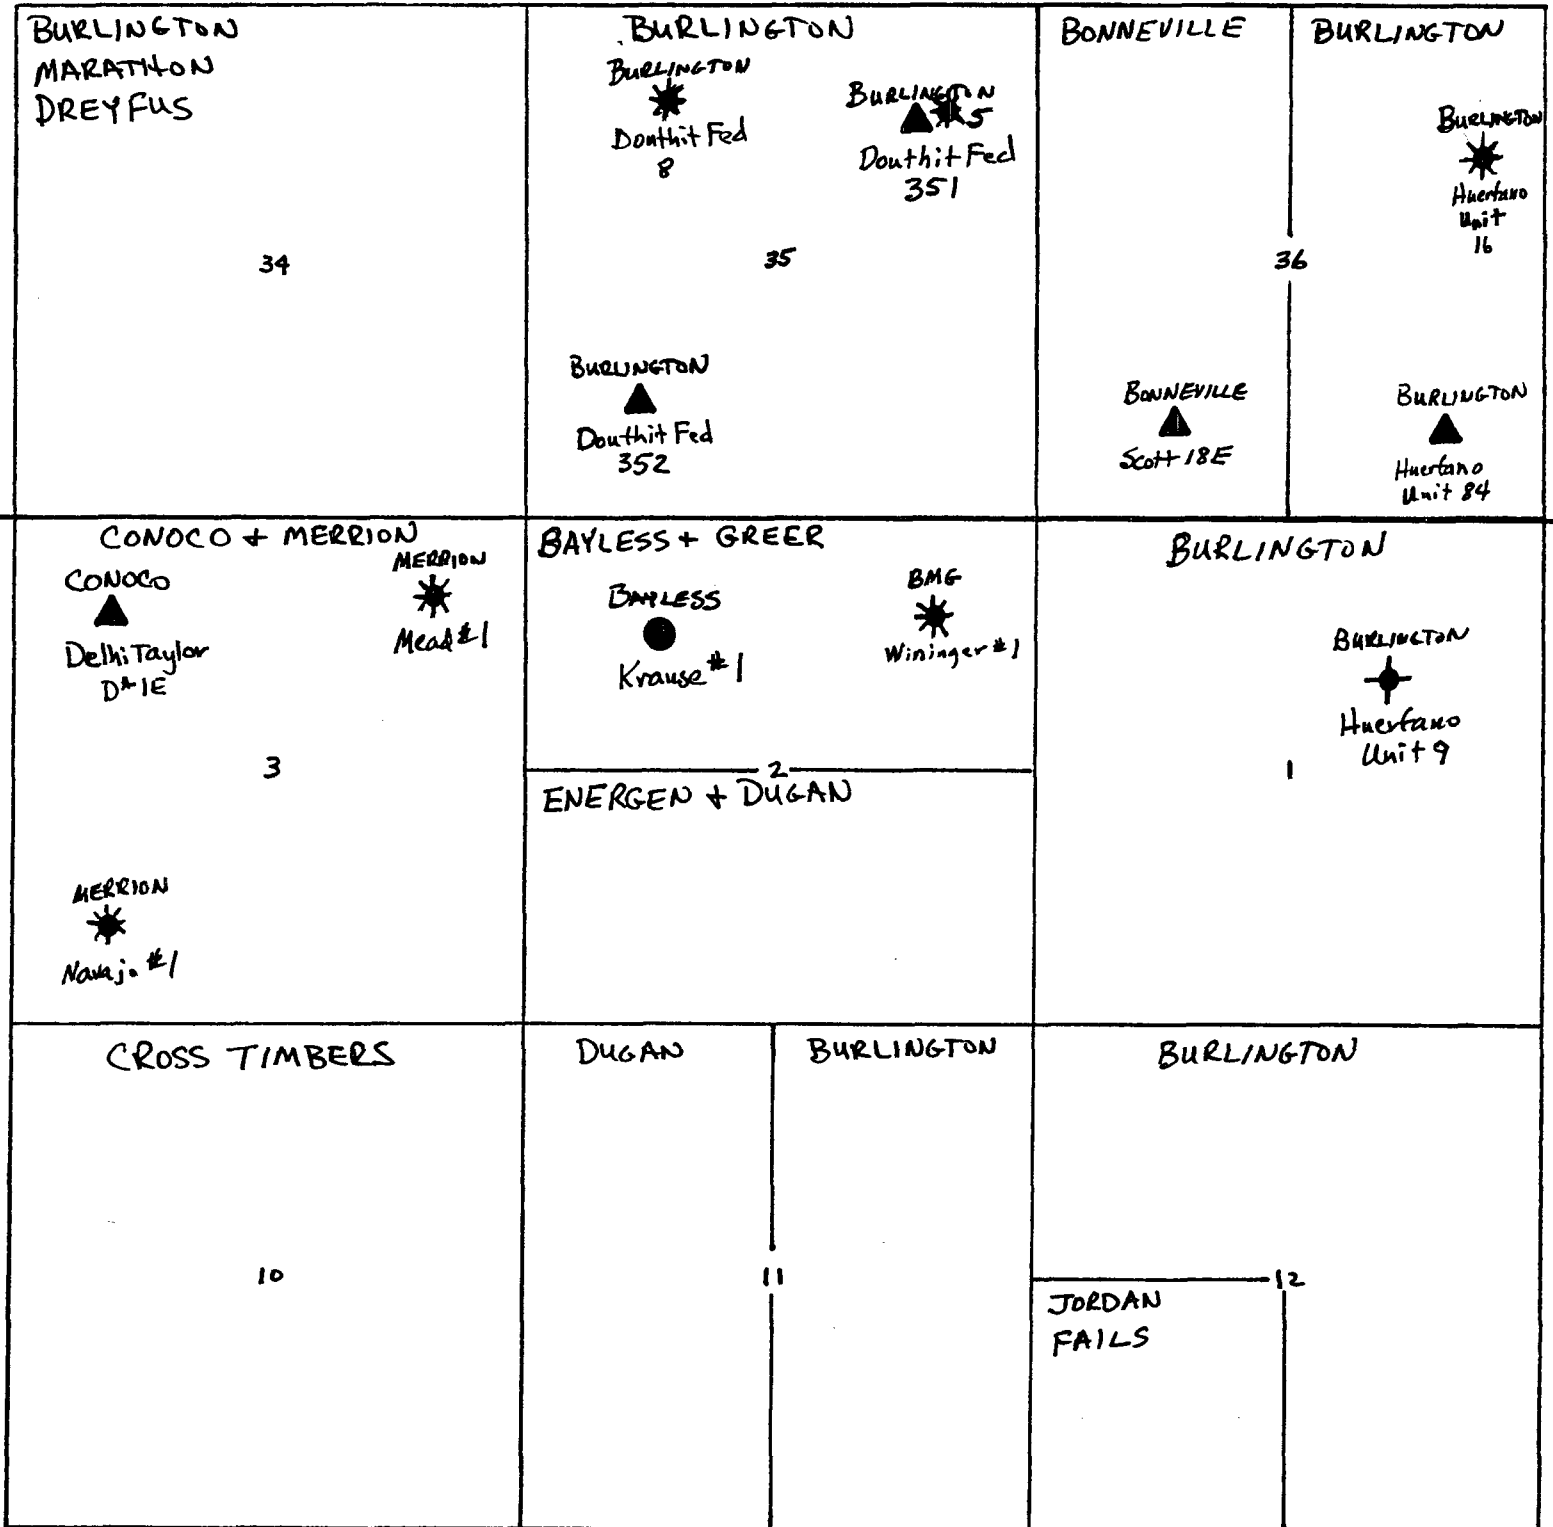 BURLINGTON
MARATHON
DREYFUS
34
BURLINGTON
BURLINGTON
Douthit Fed
8
BURLINGTON
5
Douthit Fed
351
35
BURLINGTON
Douthit Fed
352
BONNEVILLE
BURLINGTON
BURLINGTON
Huerfano
Unit
16
36
BONNEVILLE
Scott 18E
BURLINGTON
Huerfano
Unit 84
CONOCO + MERRION
CONOCO
Delhi Taylor
D#1E
MERRION
Mead #1
3
MERRION
Navajo #1
BAYLESS + GREER
BAYLESS
Krause #1
BMG
Wininger #1
2
ENERGEN + DUGAN
BURLINGTON
BURLINGTON
Huerfano
Unit 9
1
CROSS TIMBERS
10
DUGAN
BURLINGTON
11
BURLINGTON
12
JORDAN
FAILS